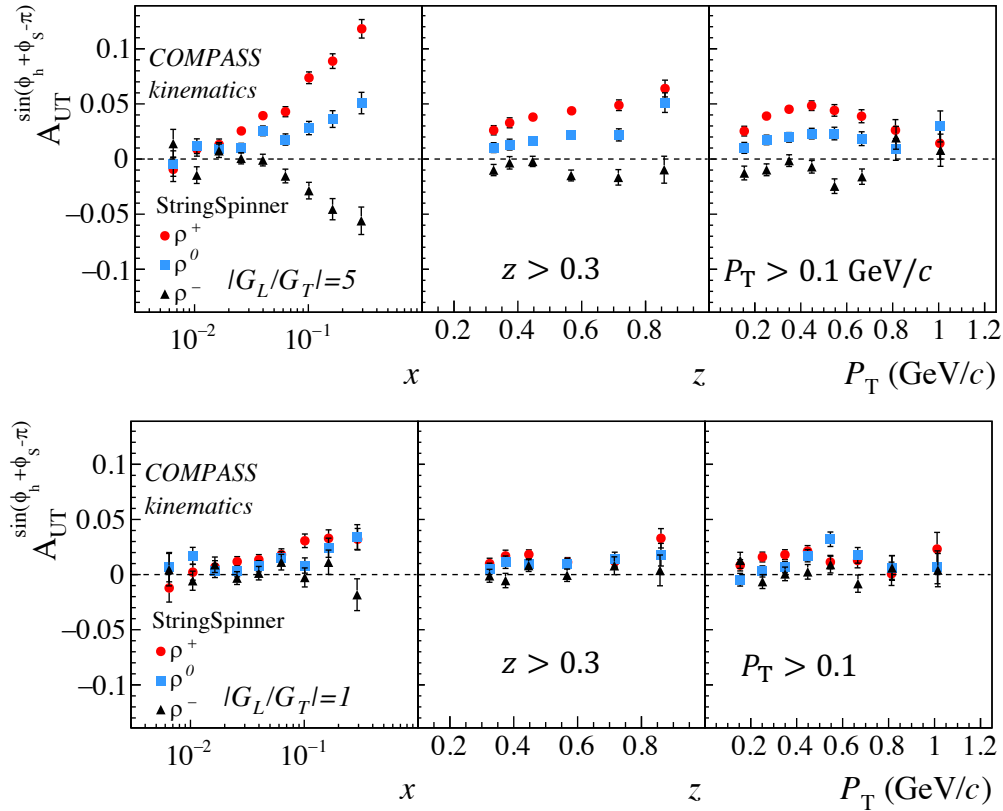 A_UT^sin(ϕ_h +ϕ_S -π)
0.1
0.05
0
−0.05
−0.1
COMPASS
kinematics
StringSpinner
ρ^+
ρ^0
ρ^−
|G_L/G_T|=5
z > 0.3
P_T > 0.1 GeV/c
10^−2 10^−1
0.2 0.4 0.6 0.8
0.2 0.4 0.6 0.8 1 1.2
x
z
P_T (GeV/c)
A_UT^sin(ϕ_h +ϕ_S -π)
0.1
0.05
0
−0.05
−0.1
COMPASS
kinematics
StringSpinner
ρ^+
ρ^0
ρ^−
|G_L/G_T|=1
z > 0.3
P_T > 0.1
10^−2 10^−1
0.2 0.4 0.6 0.8
0.2 0.4 0.6 0.8 1 1.2
x
z
P_T (GeV/c)